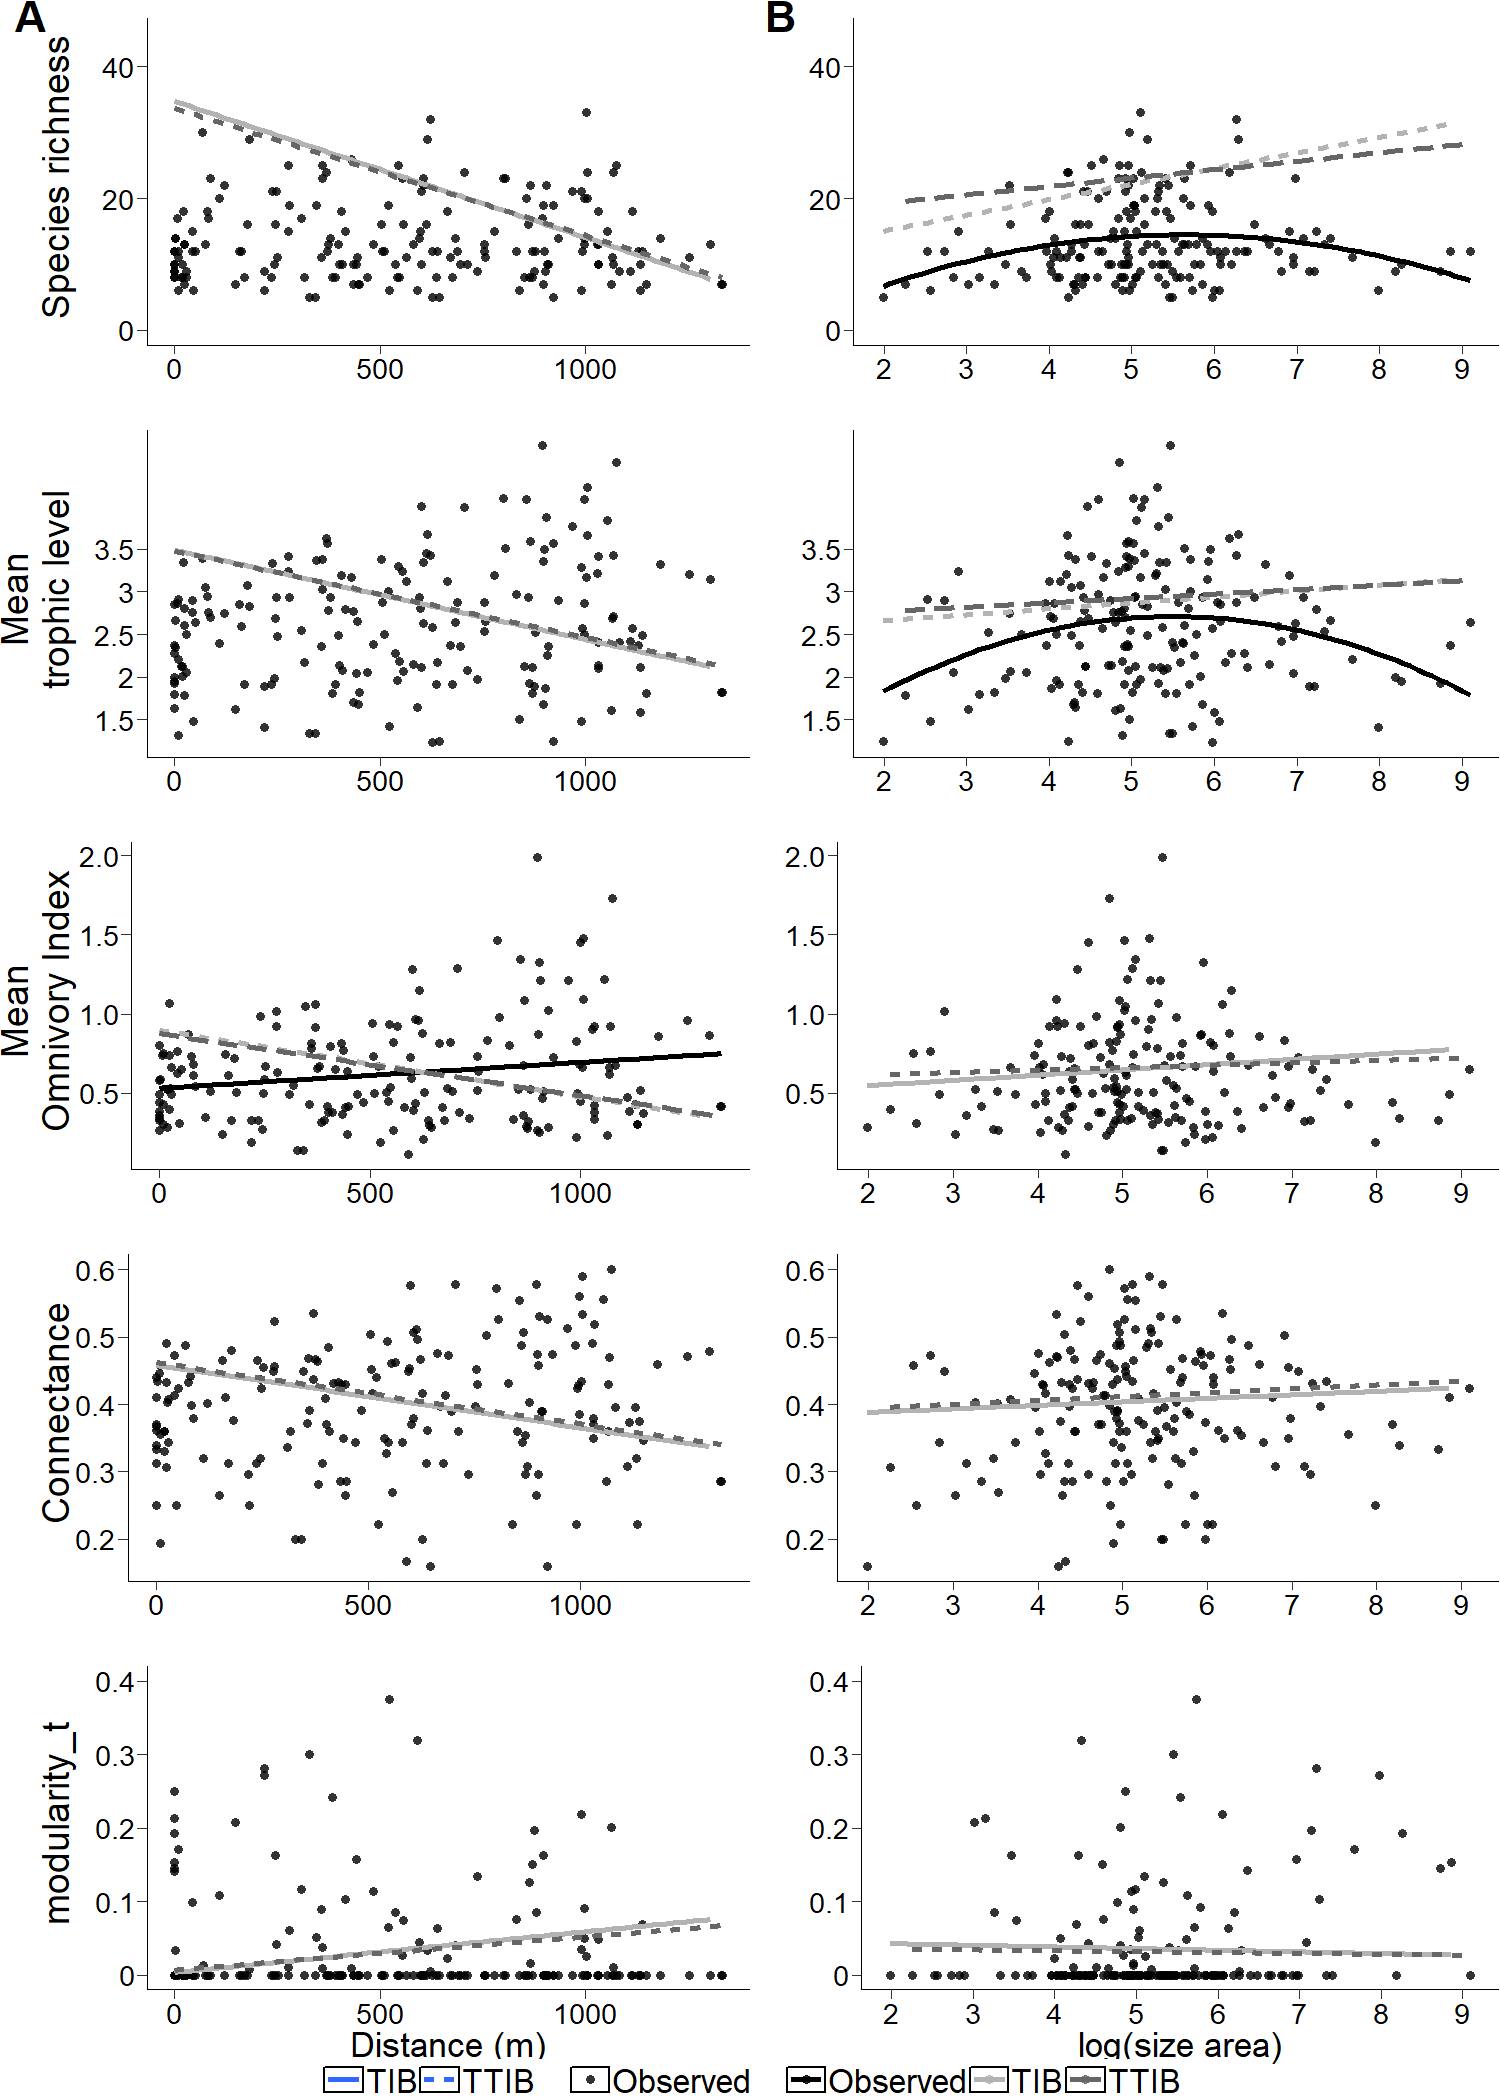 A
B
Species richness
40
20
0
0 500 1000
40
20
0
2 3 4 5 6 7 8 9
Mean
trophic level
3.5
3
2.5
2
1.5
0 500 1000
3.5
3
2.5
2
1.5
2 3 4 5 6 7 8 9
Mean
Omnivory Index
2.0
1.5
1.0
0.5
0 500 1000
2.0
1.5
1.0
0.5
2 3 4 5 6 7 8 9
Connectance
0.6
0.5
0.4
0.3
0.2
0 500 1000
0.6
0.5
0.4
0.3
0.2
2 3 4 5 6 7 8 9
modularity_t
0.4
0.3
0.2
0.1
0
0 500 1000
Distance (m)
0.4
0.3
0.2
0.1
0
2 3 4 5 6 7 8 9
log(size area)
TIB TTIB Observed
Observed TIB TTIB